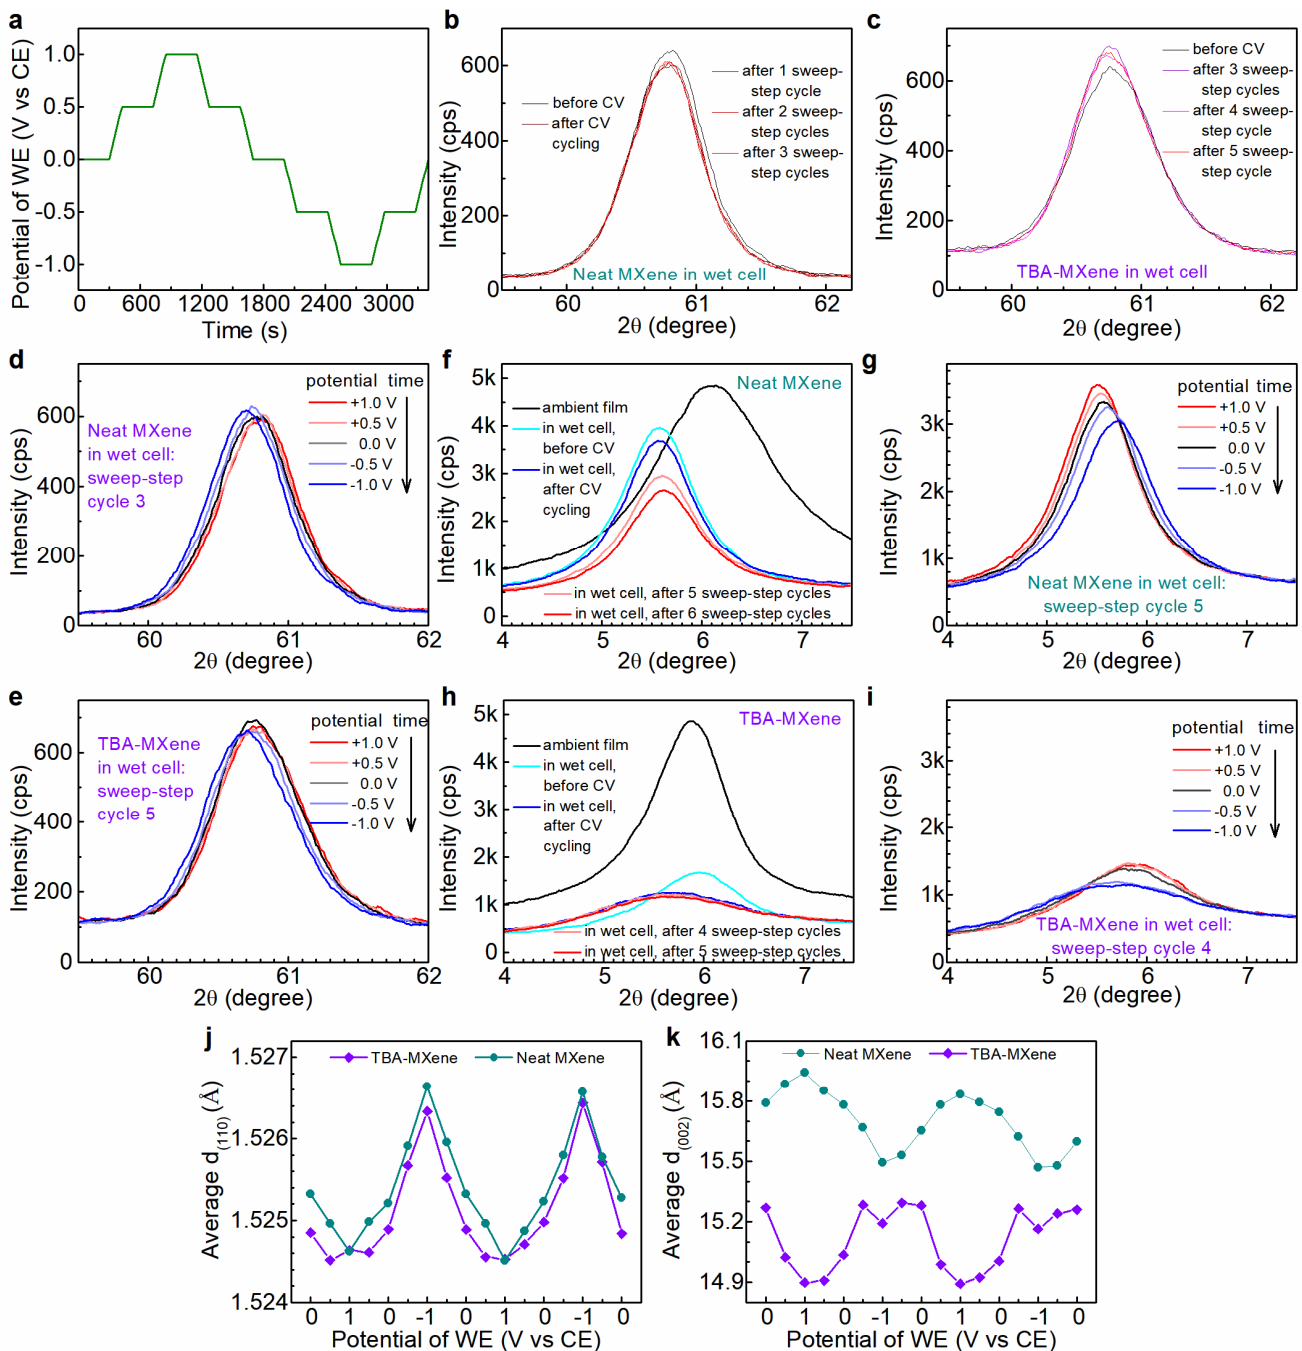 a
Potential of WE (V vs CE)
1.0
0.5
0.0
-0.5
-1.0
0 600 1200 1800 2400 3000
Time (s)
b
Intensity (cps)
600
400
200
0
before CV
after CV
cycling
after 1 sweep-
step cycle
after 2 sweep-
step cycles
after 3 sweep-
step cycles
Neat MXene in wet cell
60 61 62
2θ (degree)
c
Intensity (cps)
600
400
200
0
before CV
after 3 sweep-
step cycles
after 4 sweep-
step cycle
after 5 sweep-
step cycle
TBA-MXene in wet cell
60 61 62
2θ (degree)
d
Intensity (cps)
600
400
200
0
Neat MXene
in wet cell:
sweep-step
cycle 3
potential time
+1.0 V
+0.5 V
0.0 V
-0.5 V
-1.0 V
60 61 62
2θ (degree)
f
Intensity (cps)
5k
4k
3k
2k
1k
0
Neat MXene
ambient film
in wet cell,
before CV
in wet cell,
after CV
cycling
in wet cell, after 5 sweep-step cycles
in wet cell, after 6 sweep-step cycles
4 5 6 7
2θ (degree)
g
Intensity (cps)
3k
2k
1k
0
potential time
+1.0 V
+0.5 V
0.0 V
-0.5 V
-1.0 V
Neat MXene in wet cell:
sweep-step cycle 5
4 5 6 7
2θ (degree)
e
Intensity (cps)
600
400
200
0
TBA-MXene
in wet cell:
sweep-step
cycle 5
potential time
+1.0 V
+0.5 V
0.0 V
-0.5 V
-1.0 V
60 61 62
2θ (degree)
h
Intensity (cps)
5k
4k
3k
2k
1k
0
TBA-MXene
ambient film
in wet cell,
before CV
in wet cell,
after CV
cycling
in wet cell, after 4 sweep-step cycles
in wet cell, after 5 sweep-step cycles
4 5 6 7
2θ (degree)
i
Intensity (cps)
3k
2k
1k
0
potential time
+1.0 V
+0.5 V
0.0 V
-0.5 V
-1.0 V
TBA-MXene in wet cell:
sweep-step cycle 4
4 5 6 7
2θ (degree)
j
Average d(110) (Å)
1.527
1.526
1.525
1.524
TBA-MXene Neat MXene
0 1 0 -1 0 1 0 -1 0
Potential of WE (V vs CE)
k
Average d(002) (Å)
16.1
15.8
15.5
15.2
14.9
Neat MXene TBA-MXene
0 1 0 -1 0 1 0 -1 0
Potential of WE (V vs CE)